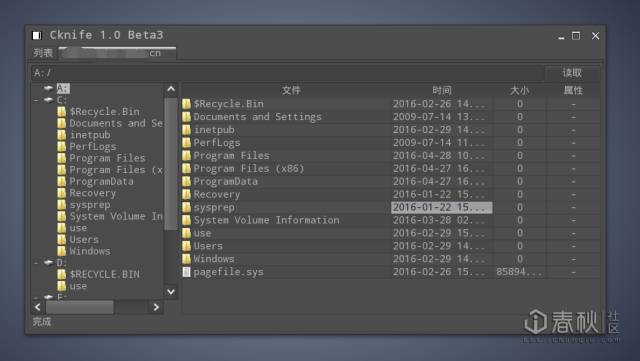 Cknife 1.0 Beta3
列表 cn
A:/ 读取
文件 时间 大小 属性
A:
C:
$Recycle.Bin
Documents and Se
inetpub
PerfLogs
Program Files
Program Files (x
ProgramData
Recovery
sysprep
System Volume In
use
Users
Windows
D:
$RECYCLE.BIN
use
$Recycle.Bin 2016-02-26 14... 0 -
Documents and Settings 2009-07-14 13... 0 -
inetpub 2016-02-29 14... 0 -
PerfLogs 2009-07-14 11... 0 -
Program Files 2016-04-28 10... 0 -
Program Files (x86) 2016-04-27 16... 0 -
ProgramData 2016-04-27 16... 0 -
Recovery 2016-01-22 15... 0 -
sysprep 2016-01-22 15... 0 -
System Volume Information 2016-03-28 02... 0 -
use 2016-02-29 15... 0 -
Users 2016-02-29 14... 0 -
Windows 2016-02-29 14... 0 -
pagefile.sys 2016-02-26 15... 85894... -
完成
春秋社区